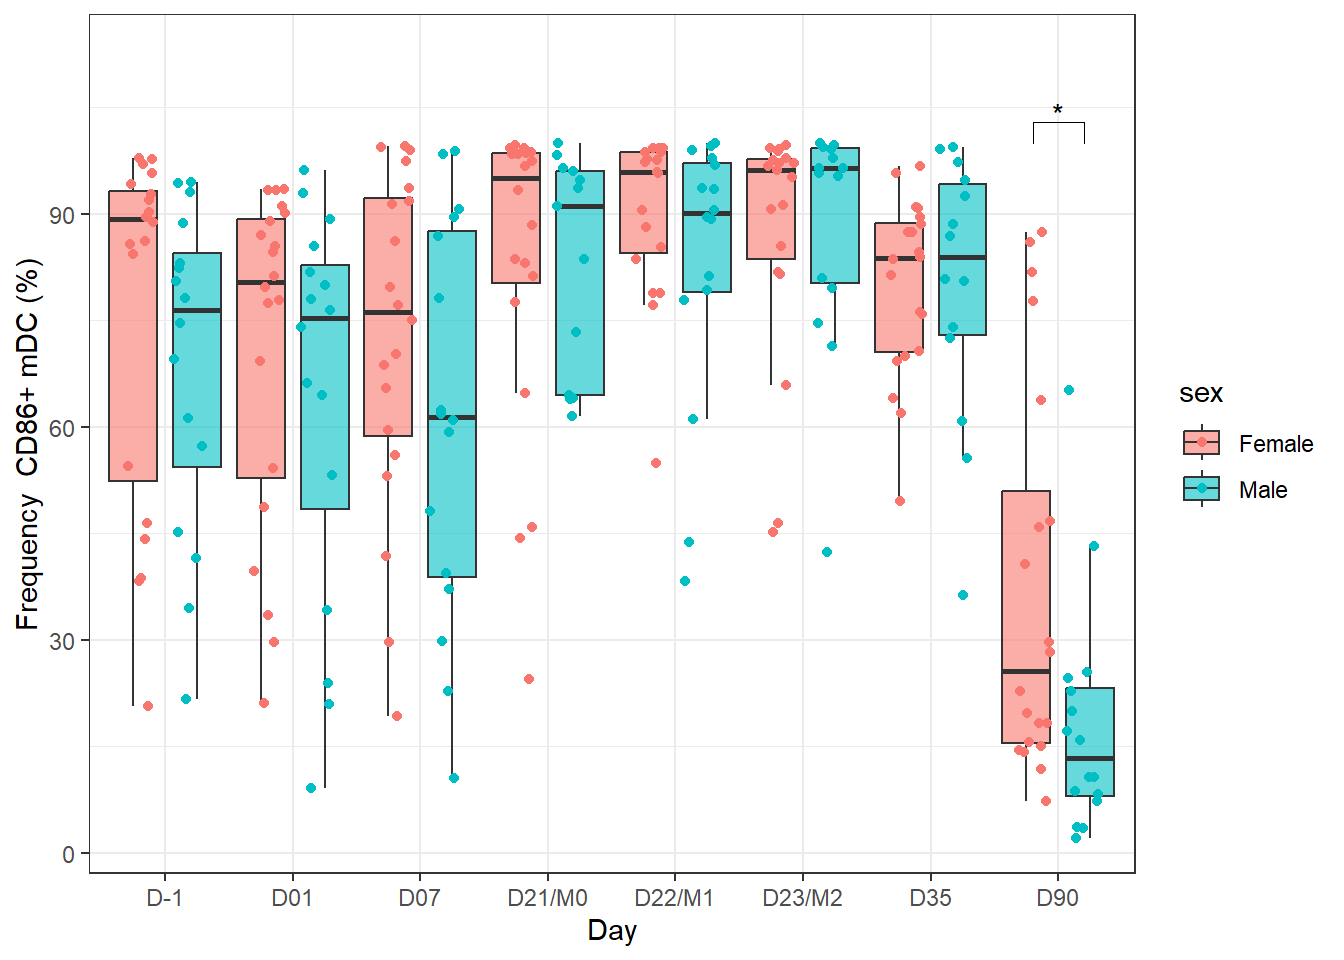 *
90
60
30
0
Frequency  CD86+ mDC (%)
D-1 D01 D07 D21/M0 D22/M1 D23/M2 D35 D90
Day
sex
Female
Male